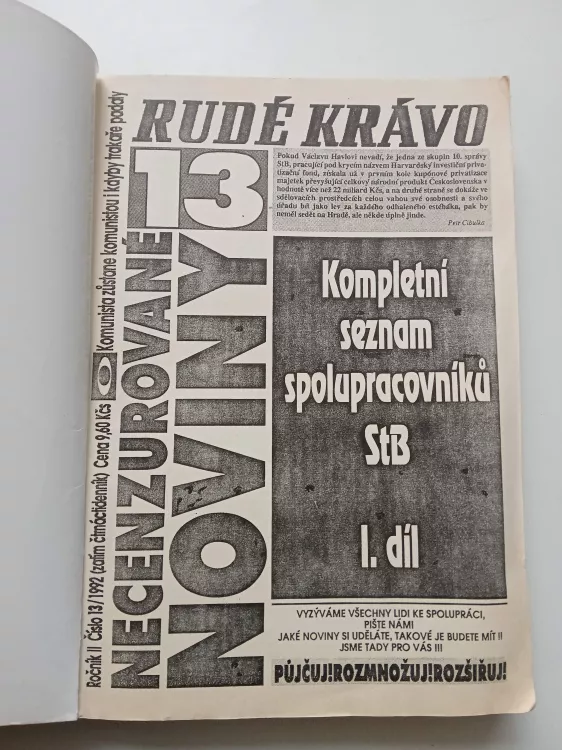 RUDÉ KRÁVO
13
NECENZUROVANÉ
NOVINY
Ročník II Číslo 13/1992 (zatím čtrnáctideník) Cena 9,60 Kčs
Komunista zůstane komunistou i kdyby trakaře padaly
Pokud Václavu Havlovi nevadí, že jedna ze skupin 10. správy
StB, pracující pod krycím názvem Harvardský investiční priva-
tizační fond, získala už v prvním kole kupónové privatizace
majetek převyšující celkový národní produkt Československa v
hodnotě více než 22 miliard Kčs, a na druhé straně se dokáže ve
sdělovacích prostředcích celou vahou své osobnosti a svého
úřadu bít jako lev za každého odhaleného estébáka, pak by
neměl sedět na Hradě, ale někde úplně jinde.
Petr Cibulka
Kompletní
seznam
spolupracovníků
StB
I. díl
VYZÝVÁME VŠECHNY LIDI KE SPOLUPRÁCI,
PIŠTE NÁM!
JAKÉ NOVINY SI UDĚLÁTE, TAKOVÉ JE BUDETE MÍT !!
JSME TADY PRO VÁS !!!
PŮJČUJ!ROZMNOŽUJ!ROZŠIŘUJ!